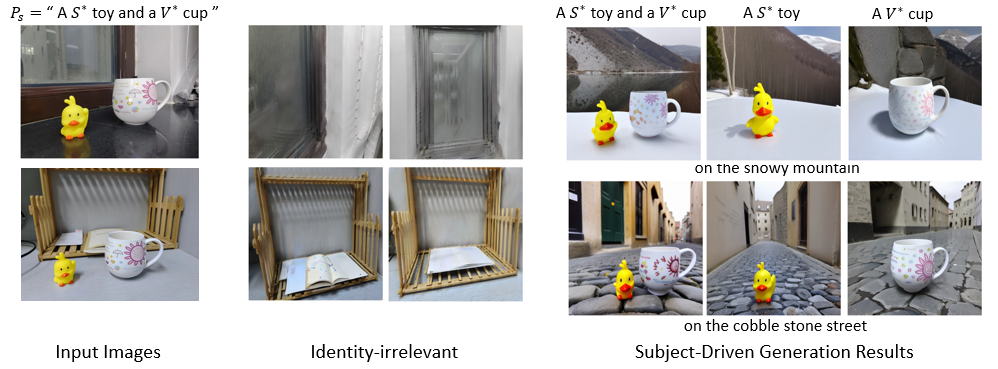 P_s = “ A S* toy and a V* cup ”
A S* toy and a V* cup
A S* toy
A V* cup
on the snowy mountain
on the cobble stone street
Input Images
Identity-irrelevant
Subject-Driven Generation Results